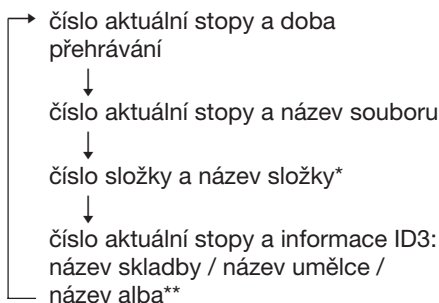 číslo aktuální stopy a doba
přehrávání
číslo aktuální stopy a název souboru
číslo složky a název složky*
číslo aktuální stopy a informace ID3:
název skladby / název umělce /
název alba**